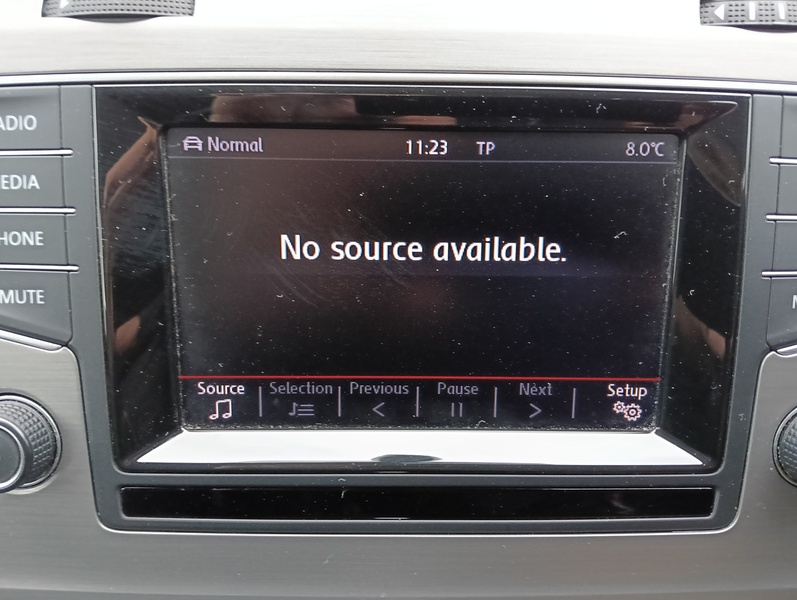 Normal 11:23 TP 8.0°C
ADIO
EDIA
HONE
MUTE
No source available.
Source Selection Previous Pause Next Setup